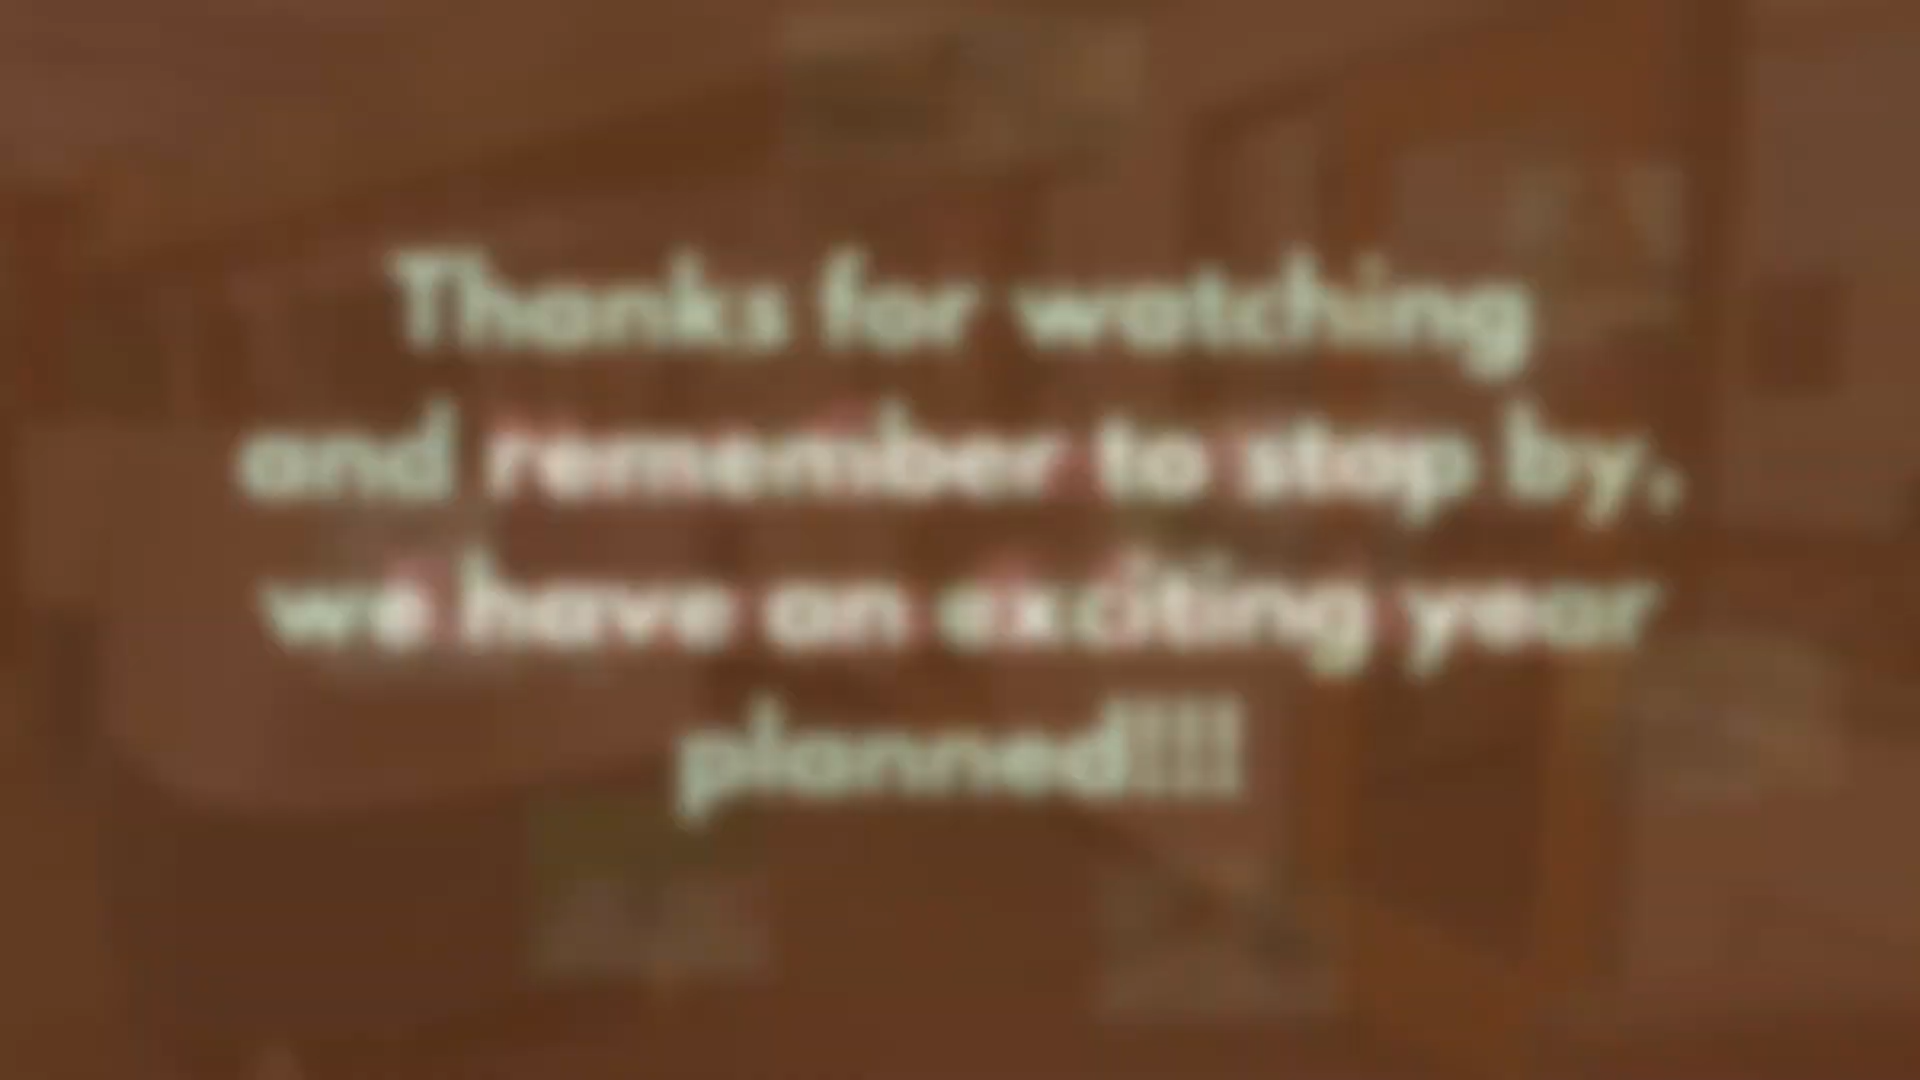 Thanks for watching
and remember to stop by,
we have an exciting year
planned!!!!